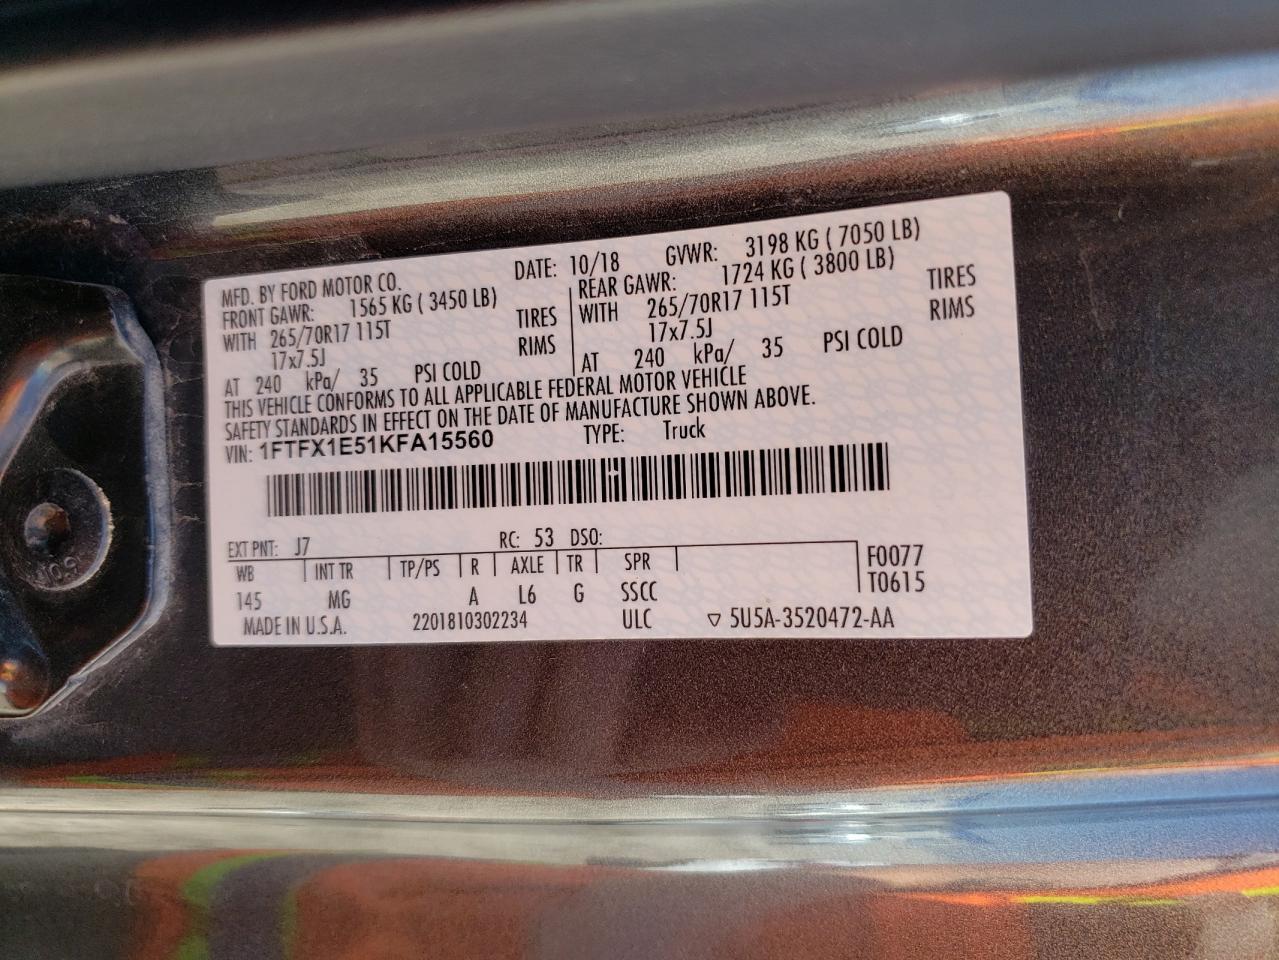 MFD. BY FORD MOTOR CO. DATE: 10/18 GVWR: 3198 KG ( 7050 LB)
FRONT GAWR: 1565 KG ( 3450 LB) REAR GAWR: 1724 KG ( 3800 LB)
WITH 265/70R17 115T TIRES WITH 265/70R17 115T TIRES
17x7.5J RIMS 17x7.5J RIMS
AT 240 kPa/ 35 PSI COLD AT 240 kPa/ 35 PSI COLD
THIS VEHICLE CONFORMS TO ALL APPLICABLE FEDERAL MOTOR VEHICLE
SAFETY STANDARDS IN EFFECT ON THE DATE OF MANUFACTURE SHOWN ABOVE.
VIN: 1FTFX1E51KFA15560 TYPE: Truck
EXT PNT: J7 RC: 53 DSO:
WB INT TR TP/PS R AXLE TR SPR F0077
145 MG A L6 G SSCC T0615
MADE IN U.S.A. 2201810302234 ULC ▽ 5U5A-3520472-AA
10.9